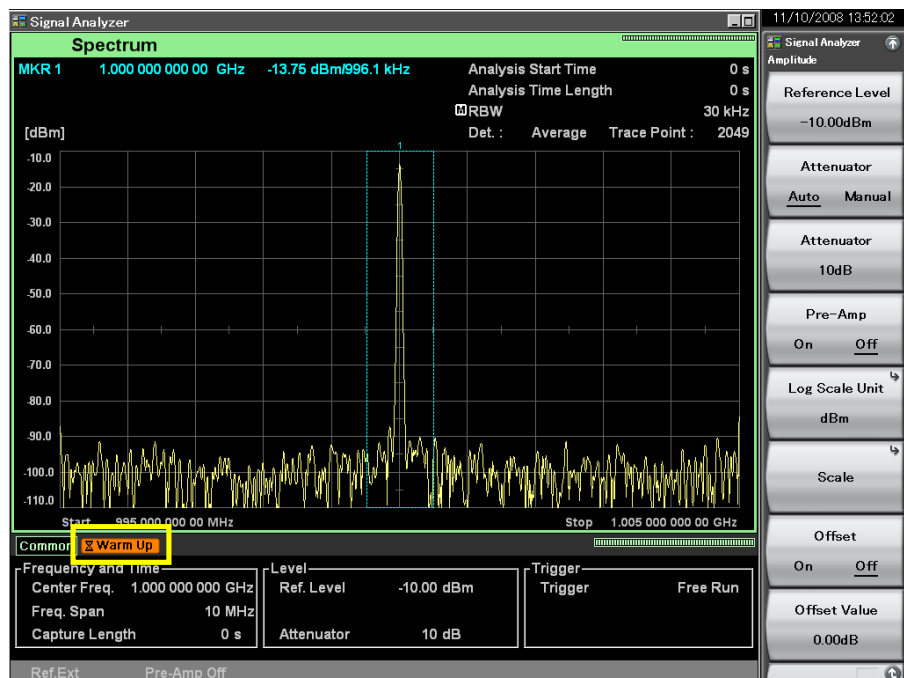 Signal Analyzer
11/10/2008 13:52:02
Spectrum
MKR 1 1.000 000 000 00 GHz -13.75 dBm/996.1 kHz
Analysis Start Time 0 s
Analysis Time Length 0 s
M RBW 30 kHz
[dBm]
Det. : Average Trace Point : 2049
1
-10.0
-20.0
-30.0
-40.0
-50.0
-60.0
-70.0
-80.0
-90.0
-100.0
-110.0
Start 995.000 000 00 MHz
Stop 1.005 000 000 00 GHz
Common
Warm Up
Frequency and Time
Center Freq. 1.000 000 000 GHz
Freq. Span 10 MHz
Capture Length 0 s
Level
Ref. Level -10.00 dBm
Attenuator 10 dB
Trigger
Trigger Free Run
Ref.Ext Pre-Amp Off
Signal Analyzer
Amplitude
Reference Level
-10.00dBm
Attenuator
Auto Manual
Attenuator
10dB
Pre-Amp
On Off
Log Scale Unit
dBm
Scale
Offset
On Off
Offset Value
0.00dB